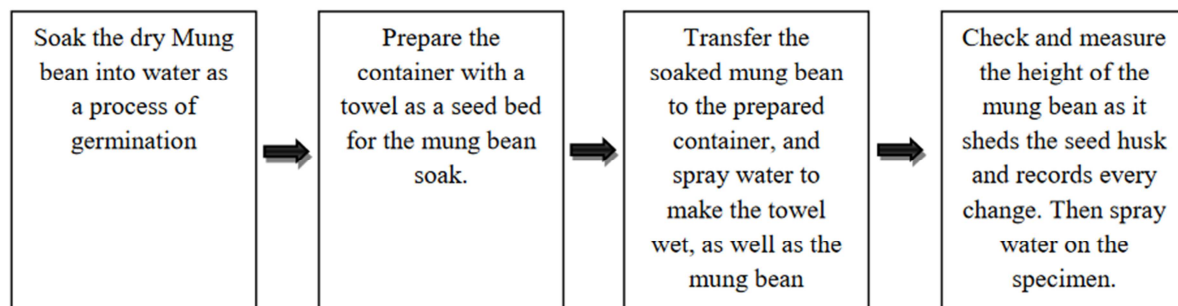 Soak the dry Mung
bean into water as
a process of
germination
Prepare the
container with a
towel as a seed bed
for the mung bean
soak.
Transfer the
soaked mung bean
to the prepared
container, and
spray water to
make the towel
wet, as well as the
mung bean
Check and measure
the height of the
mung bean as it
sheds the seed husk
and records every
change. Then spray
water on the
specimen.